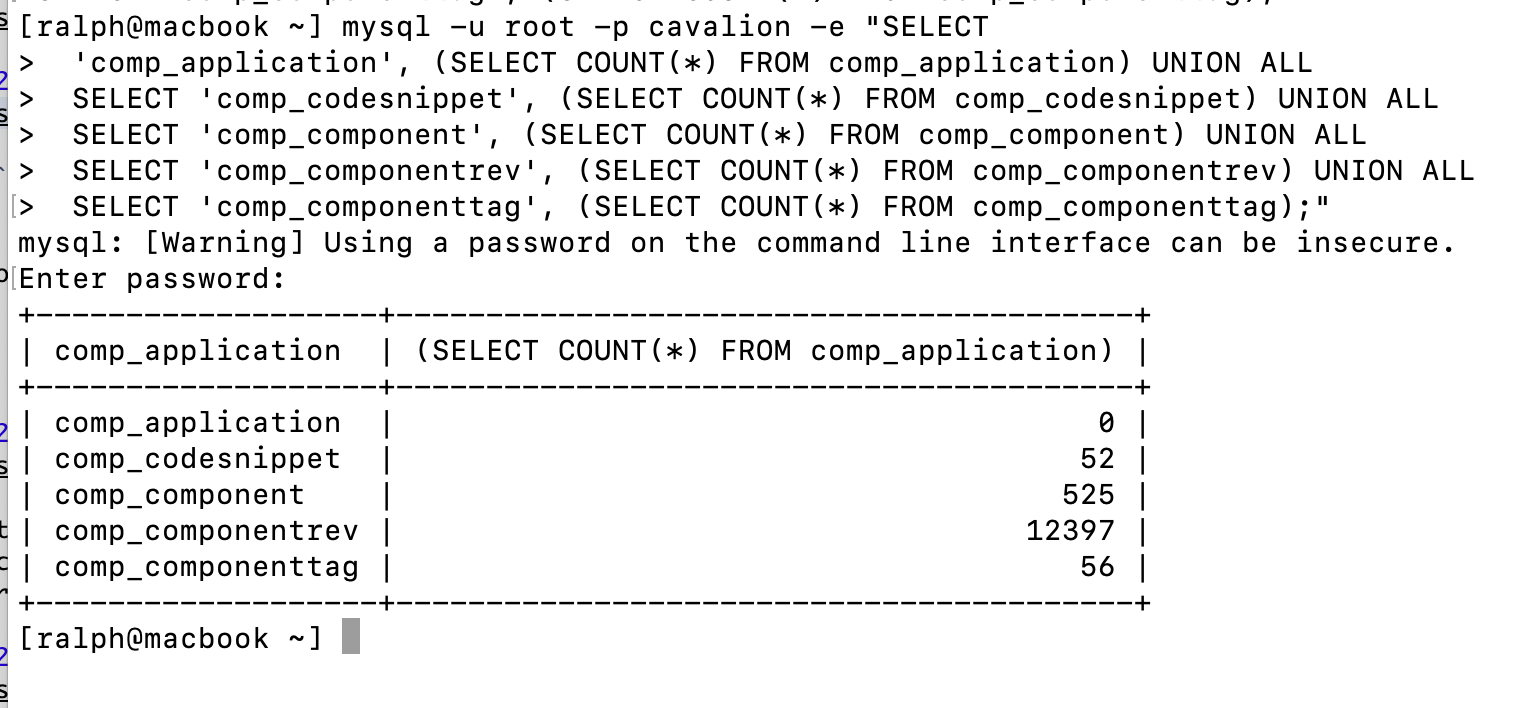 [ralph@macbook ~] mysql -u root -p cavalion -e "SELECT
>  'comp_application', (SELECT COUNT(*) FROM comp_application) UNION ALL
>  SELECT 'comp_codesnippet', (SELECT COUNT(*) FROM comp_codesnippet) UNION ALL
>  SELECT 'comp_component', (SELECT COUNT(*) FROM comp_component) UNION ALL
>  SELECT 'comp_componentrev', (SELECT COUNT(*) FROM comp_componentrev) UNION ALL
>  SELECT 'comp_componenttag', (SELECT COUNT(*) FROM comp_componenttag);"
mysql: [Warning] Using a password on the command line interface can be insecure.
Enter password:
+-------------------+-----------------------------------------+
| comp_application  | (SELECT COUNT(*) FROM comp_application) |
+-------------------+-----------------------------------------+
| comp_application  |                                       0 |
| comp_codesnippet  |                                      52 |
| comp_component    |                                     525 |
| comp_componentrev |                                   12397 |
| comp_componenttag |                                      56 |
+-------------------+-----------------------------------------+
[ralph@macbook ~]